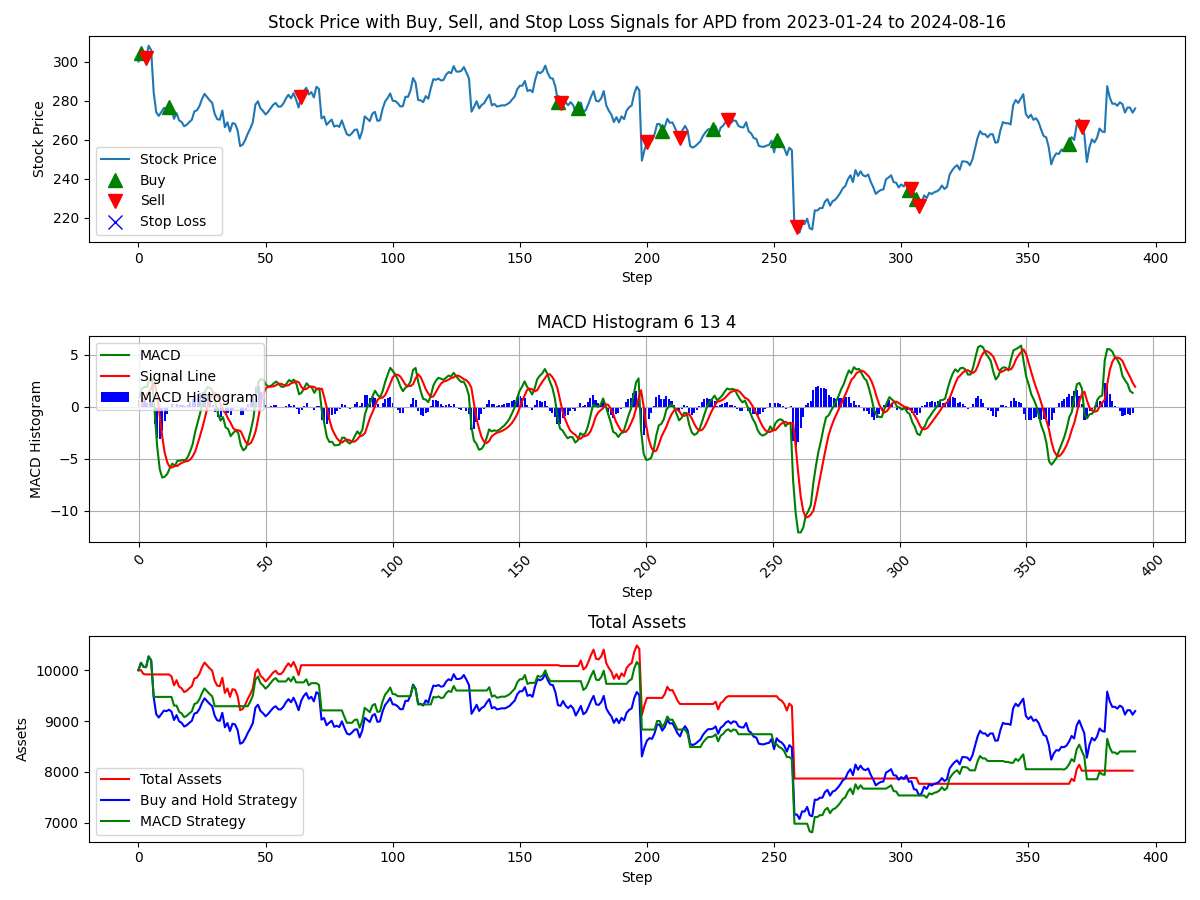 Stock Price with Buy, Sell, and Stop Loss Signals for APD from 2023-01-24 to 2024-08-16
300
280
260
240
220
Stock Price
Stock Price
Buy
Sell
Stop Loss
0 50 100 150 200 250 300 350 400
Step
MACD Histogram 6 13 4
5
0
−5
−10
MACD Histogram
MACD
Signal Line
MACD Histogram
0 50 100 150 200 250 300 350 400
Step
Total Assets
10000
9000
8000
7000
Assets
Total Assets
Buy and Hold Strategy
MACD Strategy
0 50 100 150 200 250 300 350 400
Step